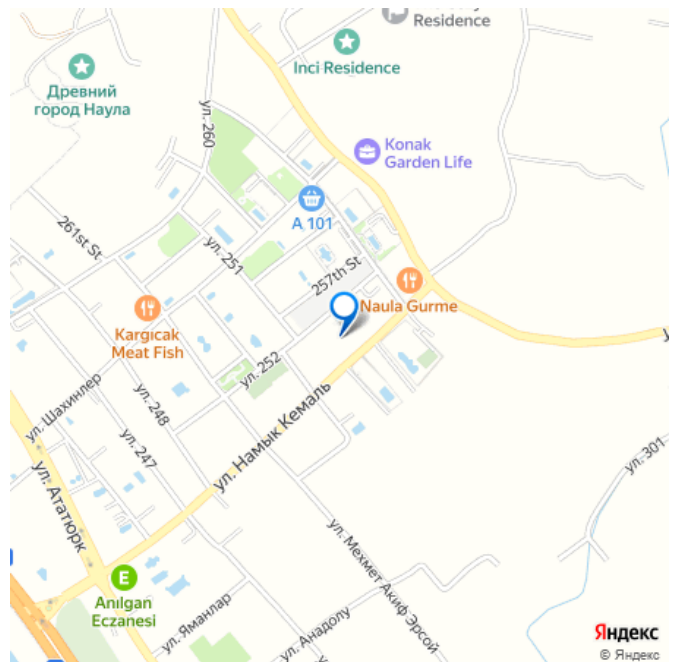 Residence
Inci Residence
Древний
город Наула
ул. 260
Konak
Garden Life
A 101
261st St.
ул. 251
257th St
Naula Gurme
Kargıcak
Meat Fish
ул. 252
ул. Шахинлер
ул. 248
ул. 247
ул. Намык Кемаль
ул. 301
ул. Ататюрк
ул. Мехмет Акиф Эрсой
E
Anılgan
Eczanesi
ул. Яманлар
ул. Анадолу
Яндекс
© Яндекс